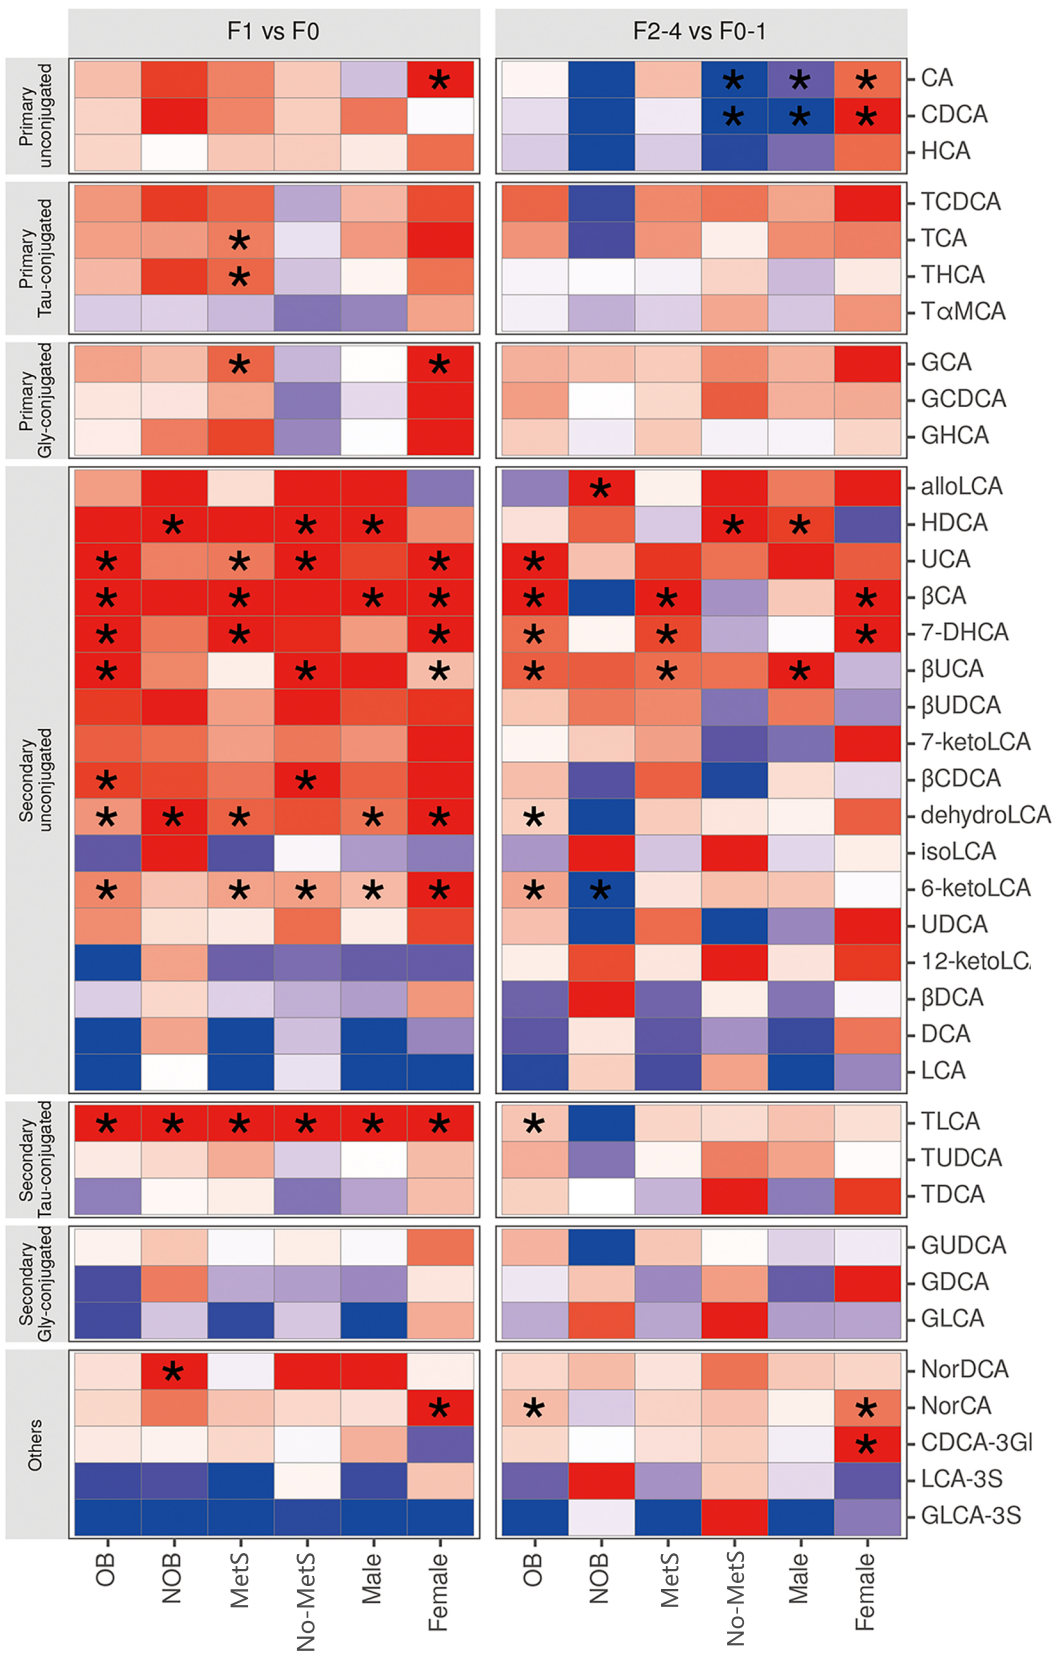 F1 vs F0
F2-4 vs F0-1
Primary
unconjugated
CA
CDCA
HCA
Primary
Tau-conjugated
TCDCA
TCA
THCA
TαMCA
Primary
Gly-conjugated
GCA
GCDCA
GHCA
Secondary
unconjugated
alloLCA
HDCA
UCA
βCA
7-DHCA
βUCA
βUDCA
7-ketoLCA
βCDCA
dehydroLCA
isoLCA
6-ketoLCA
UDCA
12-ketoLC
βDCA
DCA
LCA
Secondary
Tau-conjugated
TLCA
TUDCA
TDCA
Secondary
Gly-conjugated
GUDCA
GDCA
GLCA
Others
NorDCA
NorCA
CDCA-3Gl
LCA-3S
GLCA-3S
OB
NOB
MetS
No-MetS
Male
Female
OB
NOB
MetS
No-MetS
Male
Female